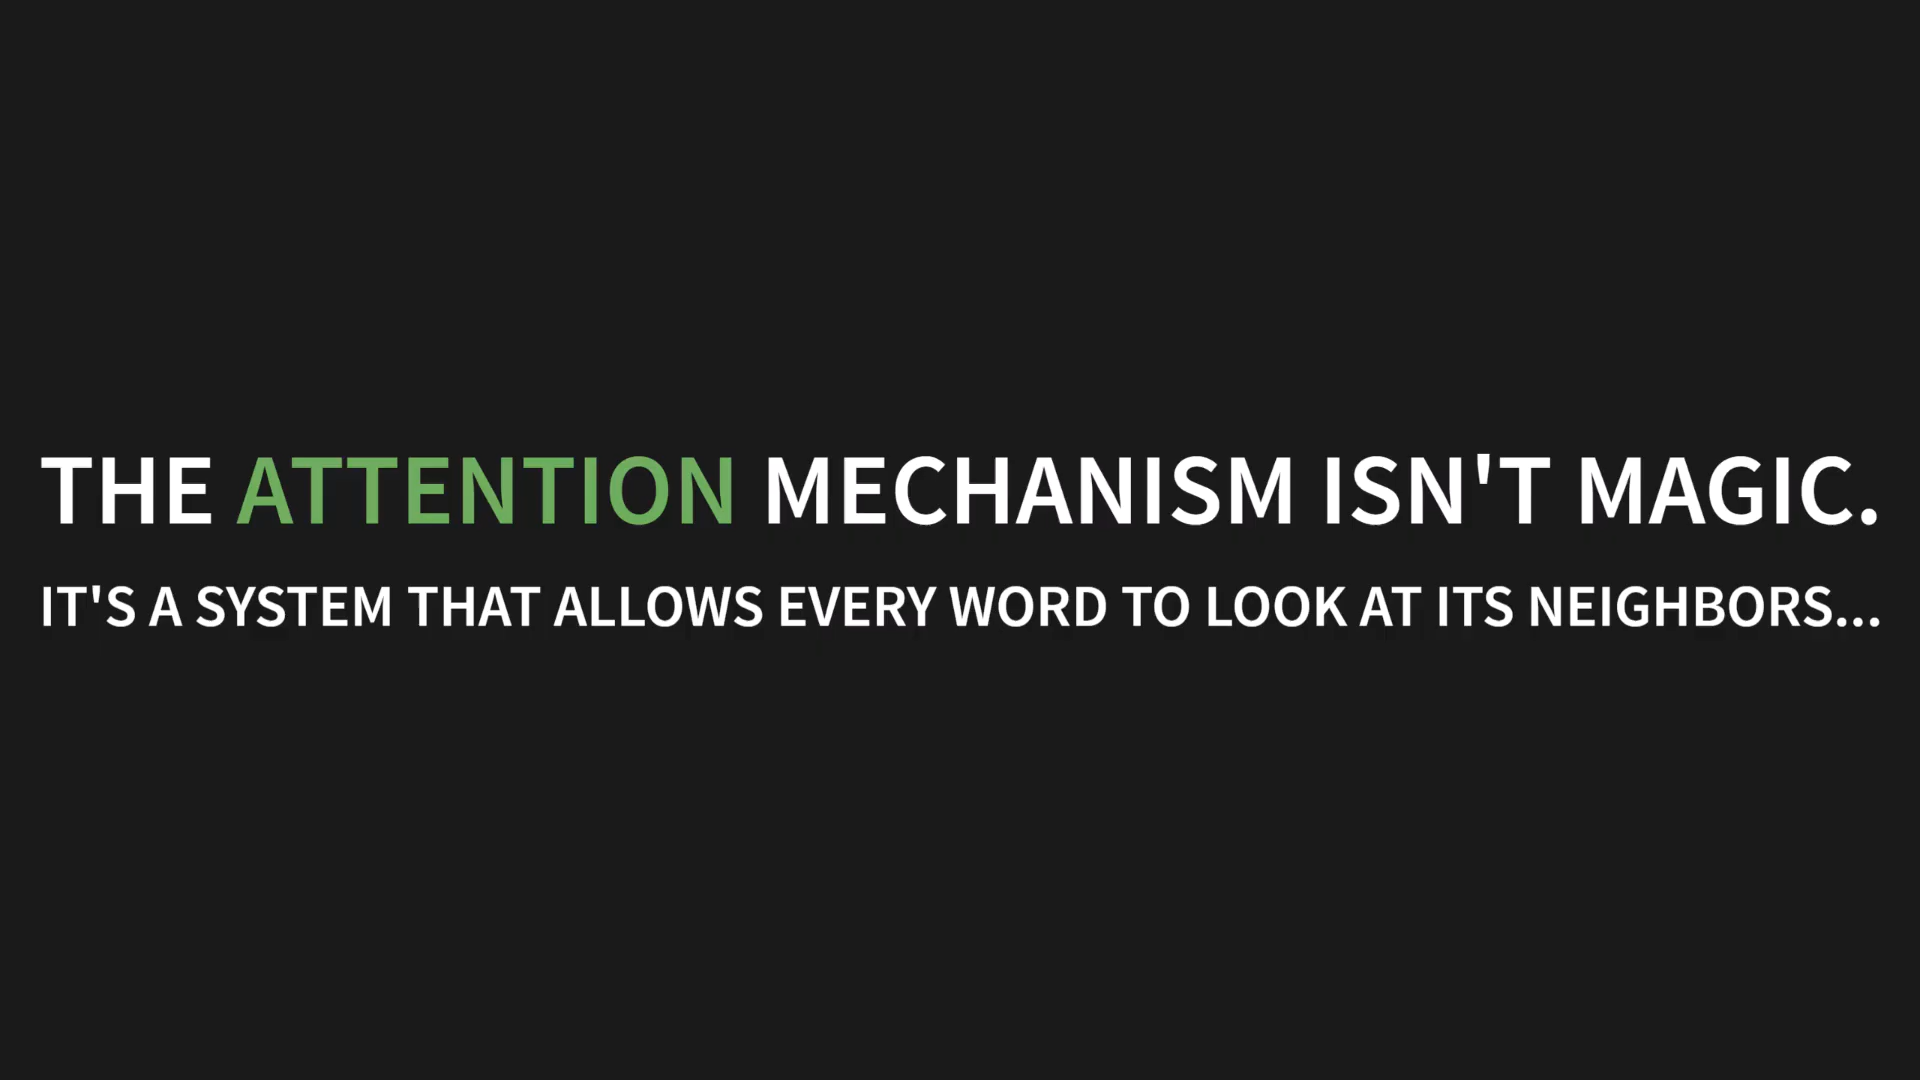 THE ATTENTION MECHANISM ISN'T MAGIC.
IT'S A SYSTEM THAT ALLOWS EVERY WORD TO LOOK AT ITS NEIGHBORS...